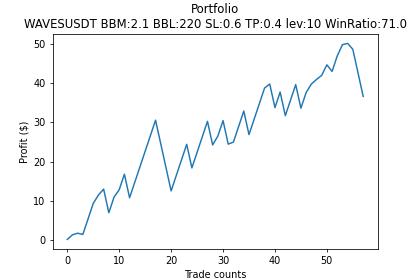 Portfolio
WAVESUSDT BBM:2.1 BBL:220 SL:0.6 TP:0.4 lev:10 WinRatio:71.0
50
40
30
20
10
0
Profit ($)
0 10 20 30 40 50
Trade counts